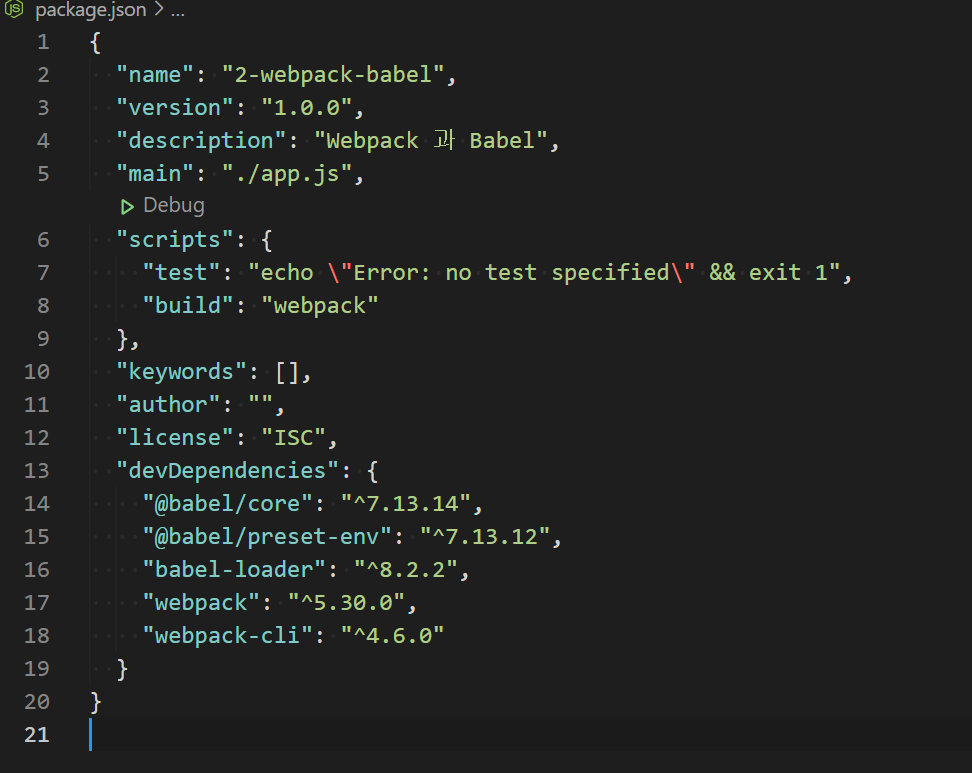 package.json > ...
1 {
2 "name": "2-webpack-babel",
3 "version": "1.0.0",
4 "description": "Webpack 과 Babel",
5 "main": "./app.js",
Debug
6 "scripts": {
7 "test": "echo \"Error: no test specified\" && exit 1",
8 "build": "webpack"
9 },
10 "keywords": [],
11 "author": "",
12 "license": "ISC",
13 "devDependencies": {
14 "@babel/core": "^7.13.14",
15 "@babel/preset-env": "^7.13.12",
16 "babel-loader": "^8.2.2",
17 "webpack": "^5.30.0",
18 "webpack-cli": "^4.6.0"
19 }
20 }
21